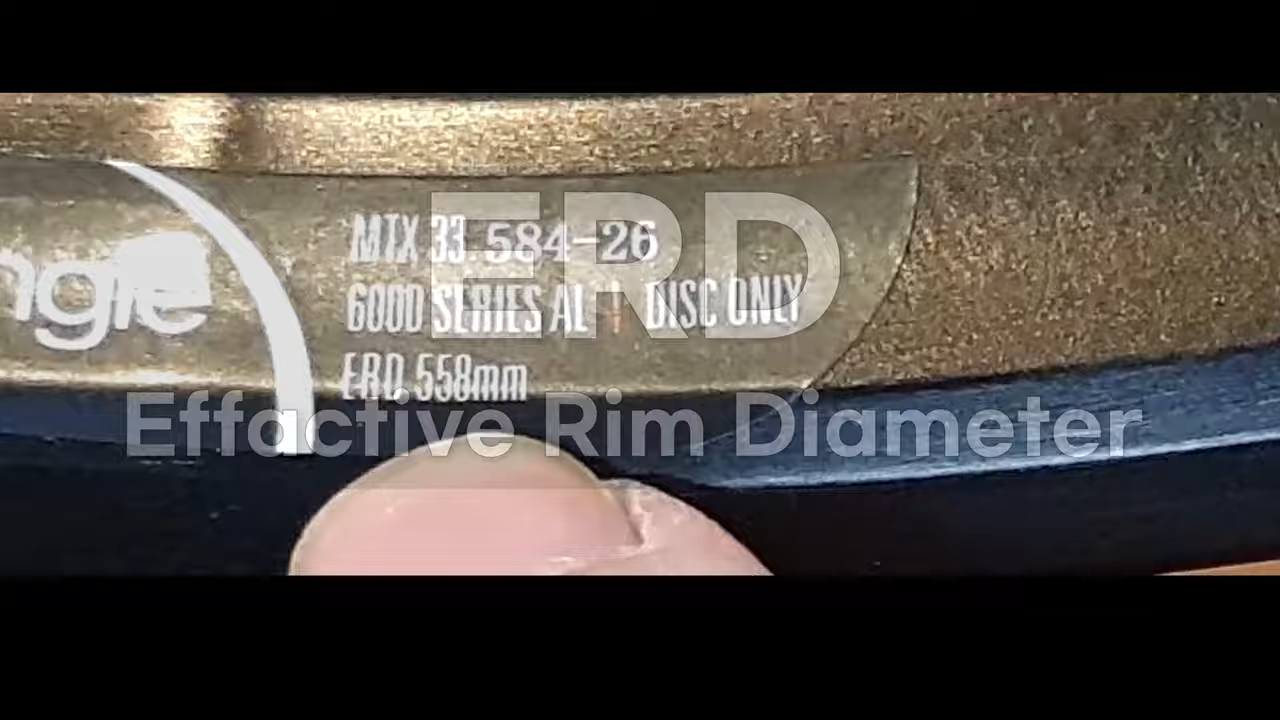 ngle
MTX 33.584-26
6000 SERIES AL DISC ONLY
ERD 558mm
ERD
Effactive Rim Diameter